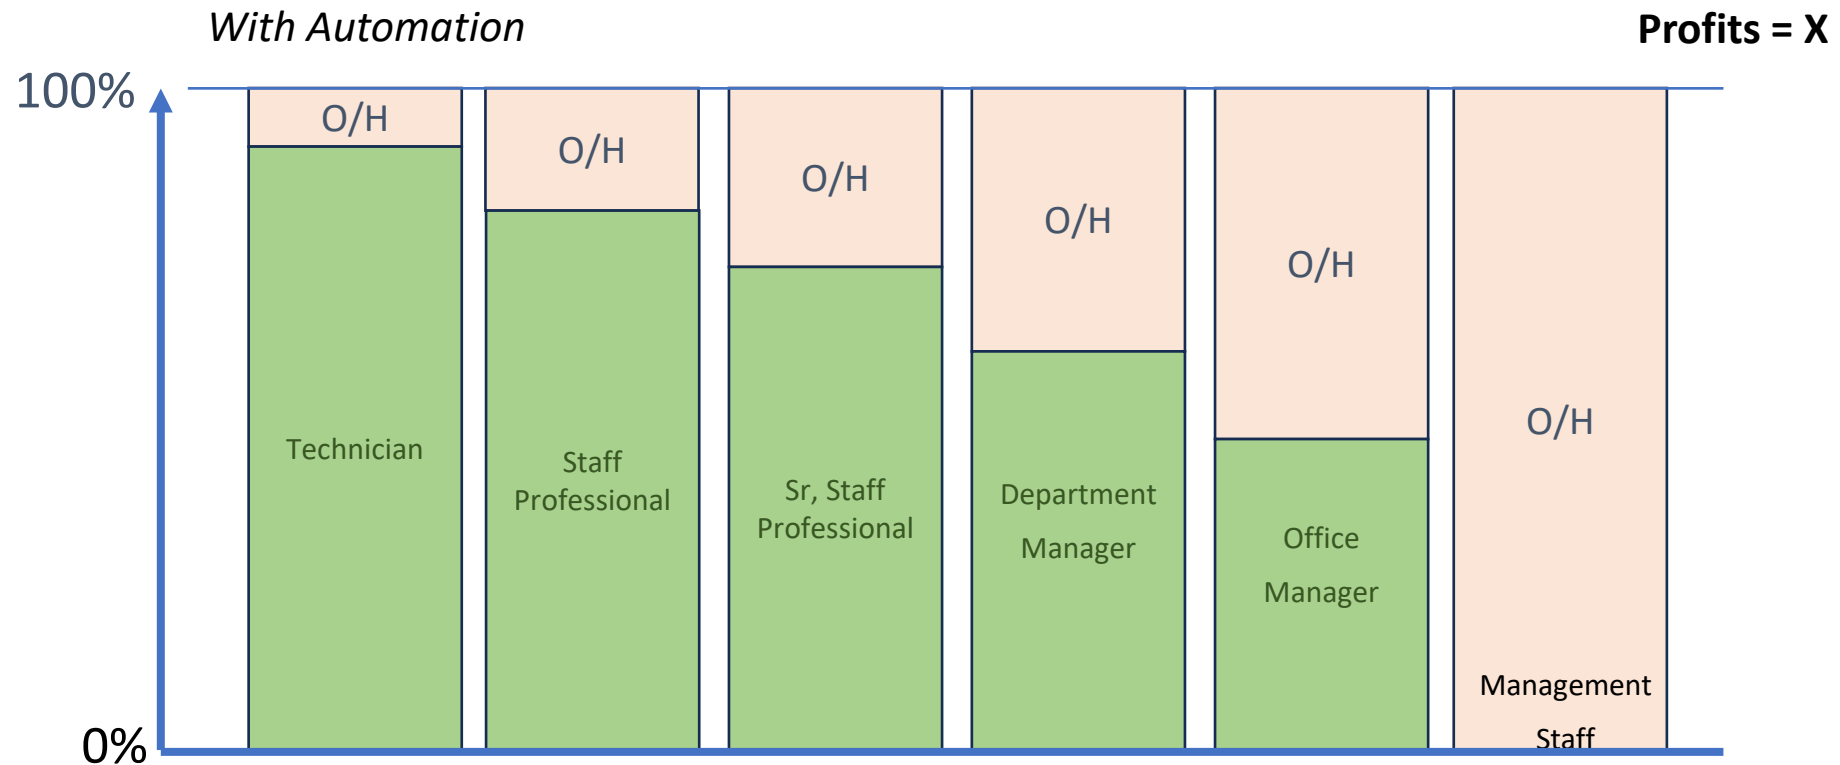 With Automation
Profits = X
100%
O/H
O/H
O/H
O/H
O/H
O/H
Technician
Staff
Professional
Sr, Staff
Professional
Department
Manager
Office
Manager
Management
Staff
0%